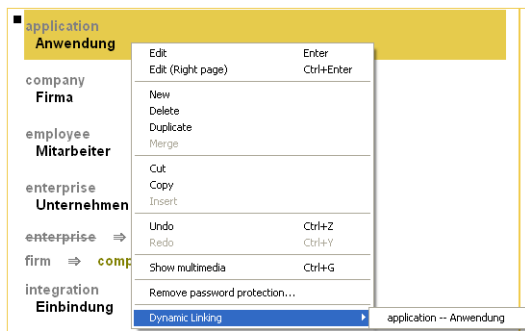 application
Anwendung
company
Firma
employee
Mitarbeiter
enterprise
Unternehmen
enterprise ⇒
firm ⇒ comp
integration
Einbindung
Edit Enter
Edit (Right page) Ctrl+Enter
New
Delete
Duplicate
Merge
Cut
Copy
Insert
Undo Ctrl+Z
Redo Ctrl+Y
Show multimedia Ctrl+G
Remove password protection...
Dynamic Linking
application -- Anwendung